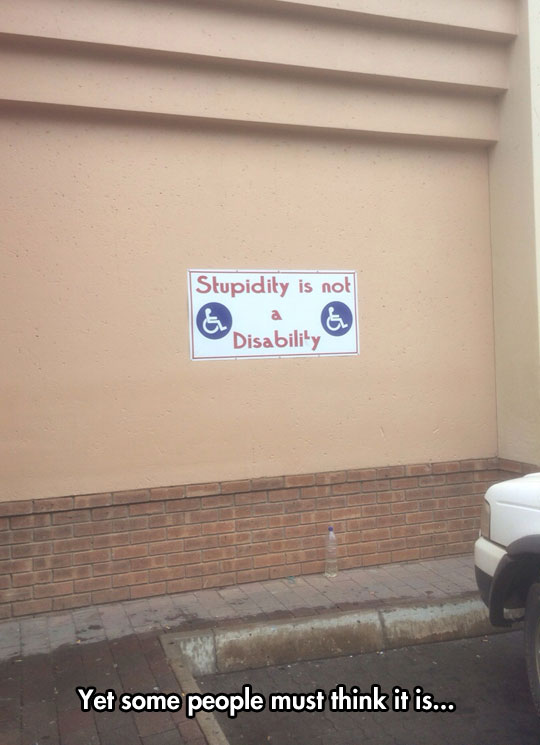 Stupidity is not
a
Disability
Yet some people must think it is...